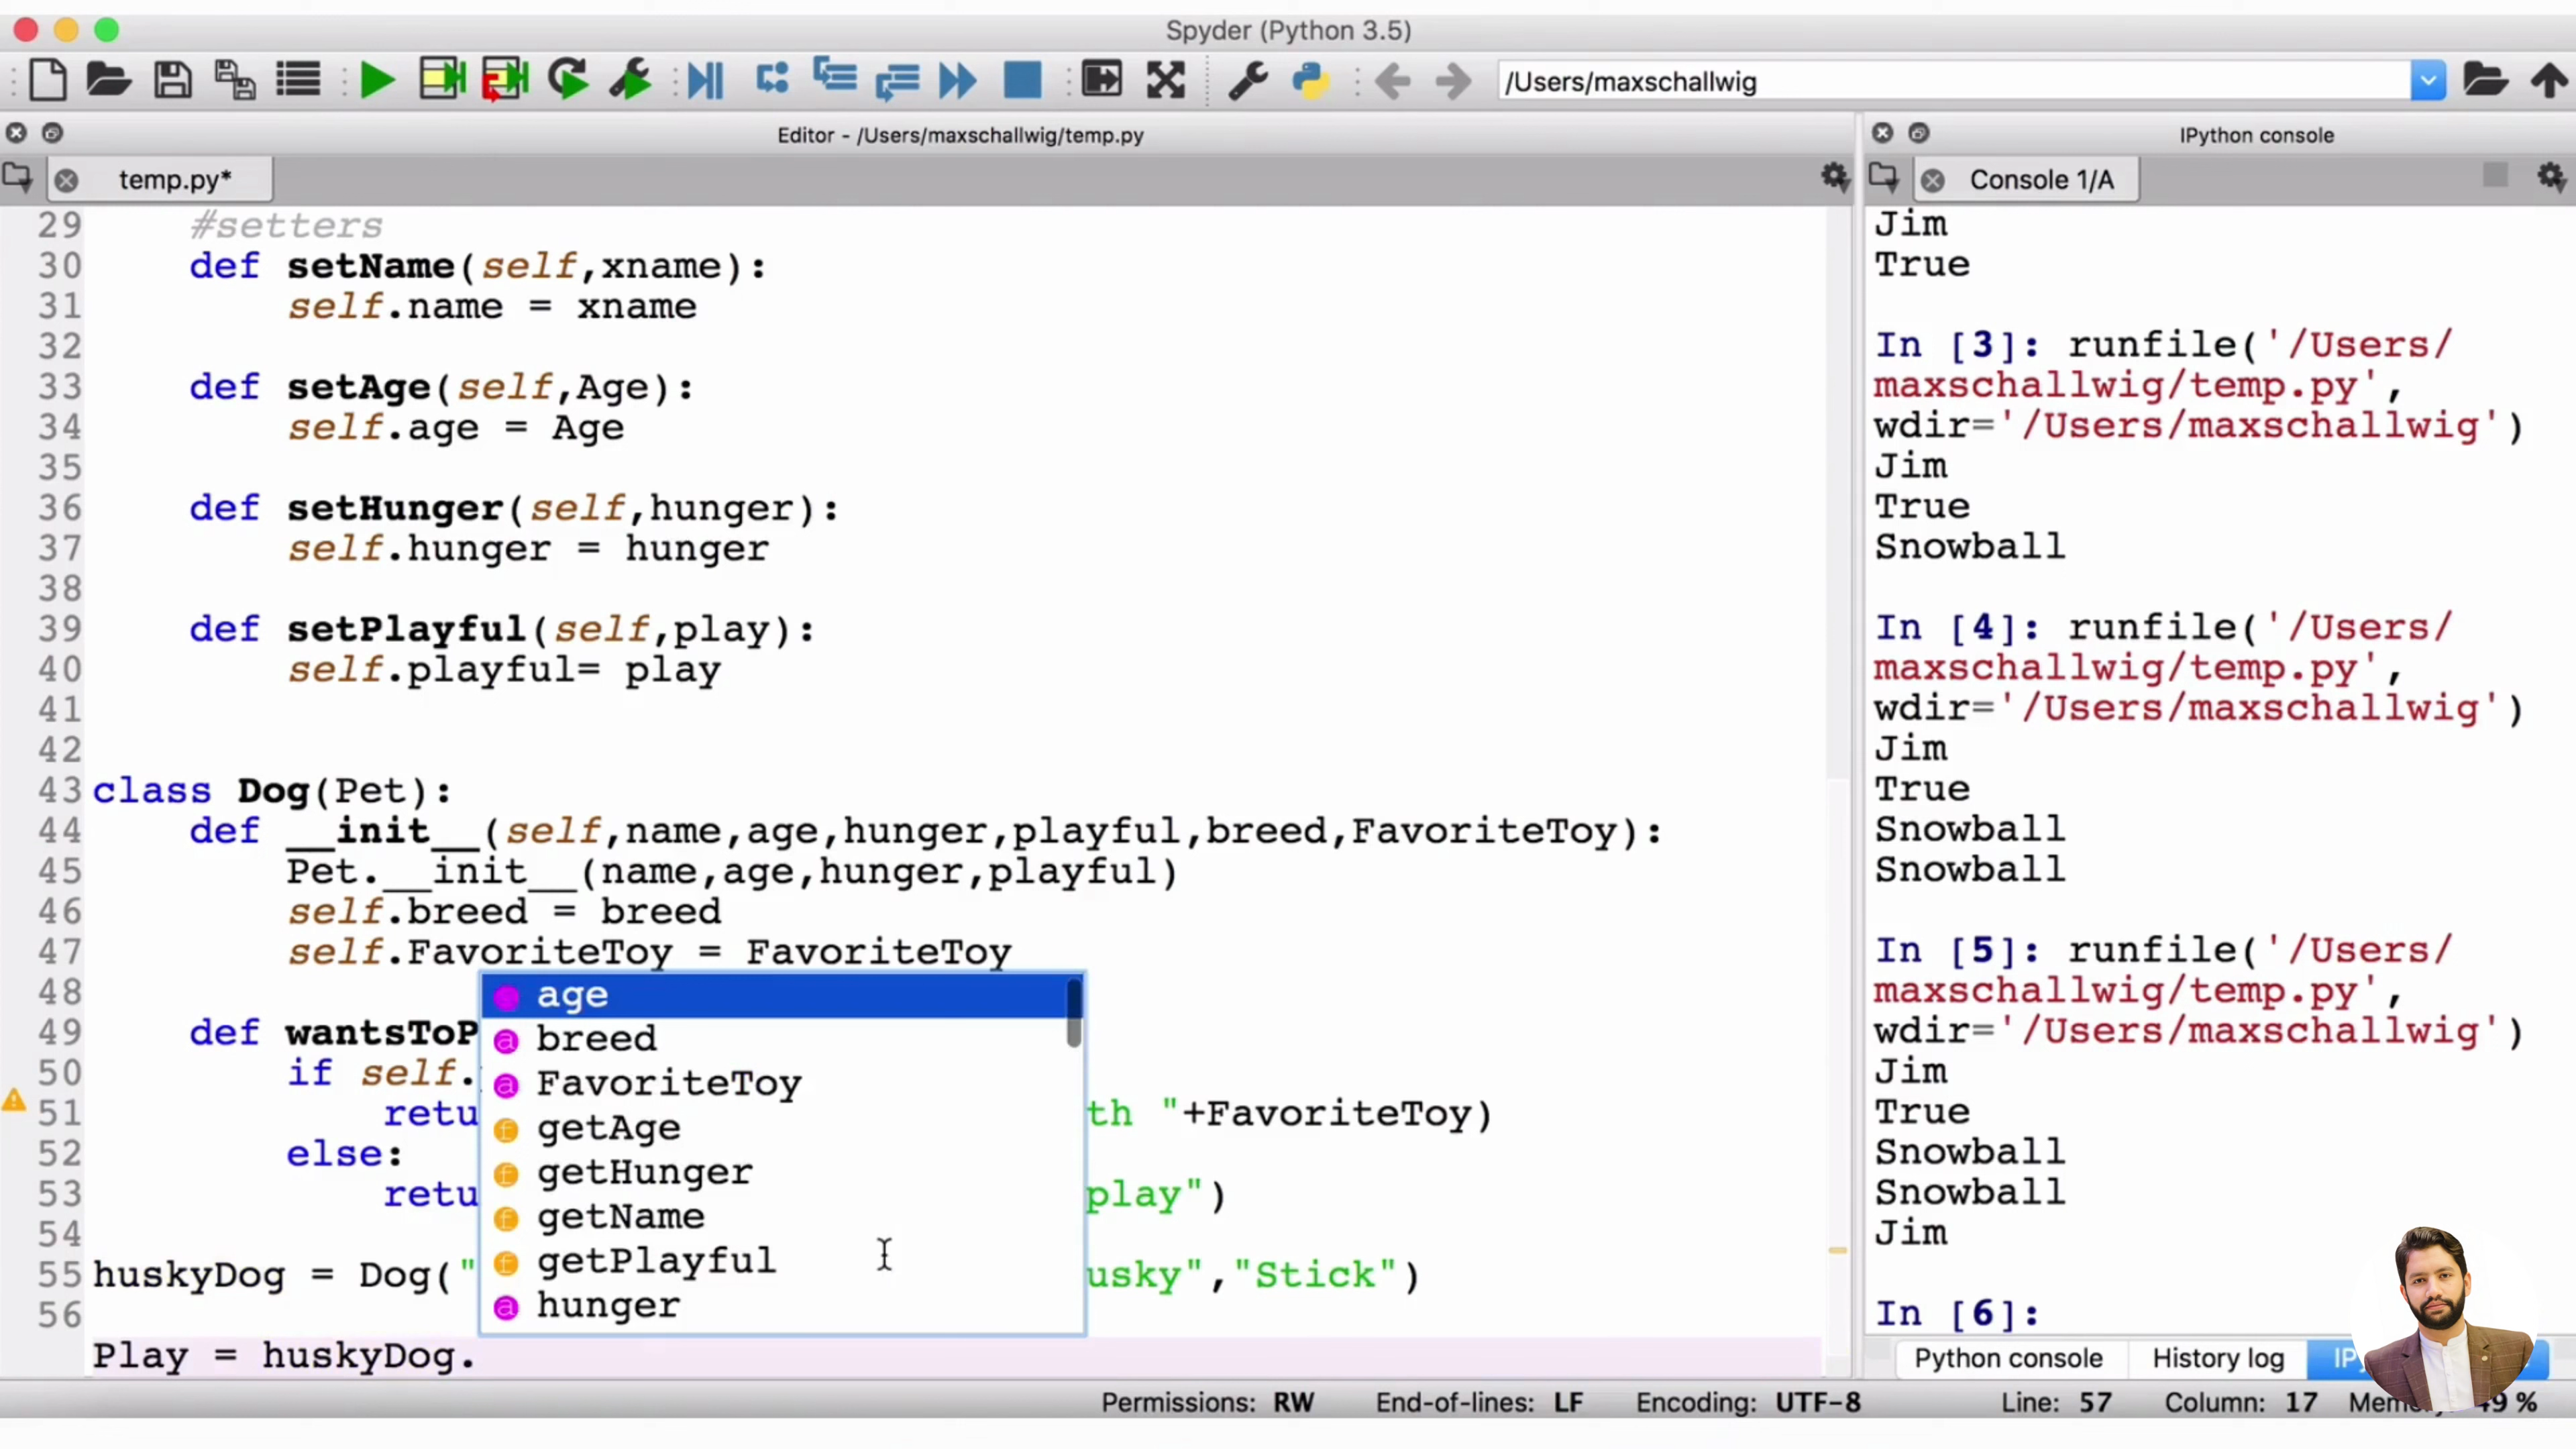 Spyder (Python 3.5)
/Users/maxschallwig
Editor - /Users/maxschallwig/temp.py
IPython console
temp.py*
Console 1/A
29 #setters
30 def setName(self,xname):
31 self.name = xname
32
33 def setAge(self,Age):
34 self.age = Age
35
36 def setHunger(self,hunger):
37 self.hunger = hunger
38
39 def setPlayful(self,play):
40 self.playful= play
41
42
43 class Dog(Pet):
44 def __init__(self,name,age,hunger,playful,breed,FavoriteToy):
45 Pet.__init__(name,age,hunger,playful)
46 self.breed = breed
47 self.FavoriteToy = FavoriteToy
48
49 def wantsToP
50 if self.
51 retu th "+FavoriteToy)
52 else:
53 retu play")
54
55 huskyDog = Dog(" usky","Stick")
56
Play = huskyDog.
age
breed
FavoriteToy
getAge
getHunger
getName
getPlayful
hunger
Jim
True
In [3]: runfile('/Users/
maxschallwig/temp.py',
wdir='/Users/maxschallwig')
Jim
True
Snowball
In [4]: runfile('/Users/
maxschallwig/temp.py',
wdir='/Users/maxschallwig')
Jim
True
Snowball
Snowball
In [5]: runfile('/Users/
maxschallwig/temp.py',
wdir='/Users/maxschallwig')
Jim
True
Snowball
Snowball
Jim
In [6]:
Python console
History log
Permissions: RW End-of-lines: LF Encoding: UTF-8 Line: 57 Column: 17